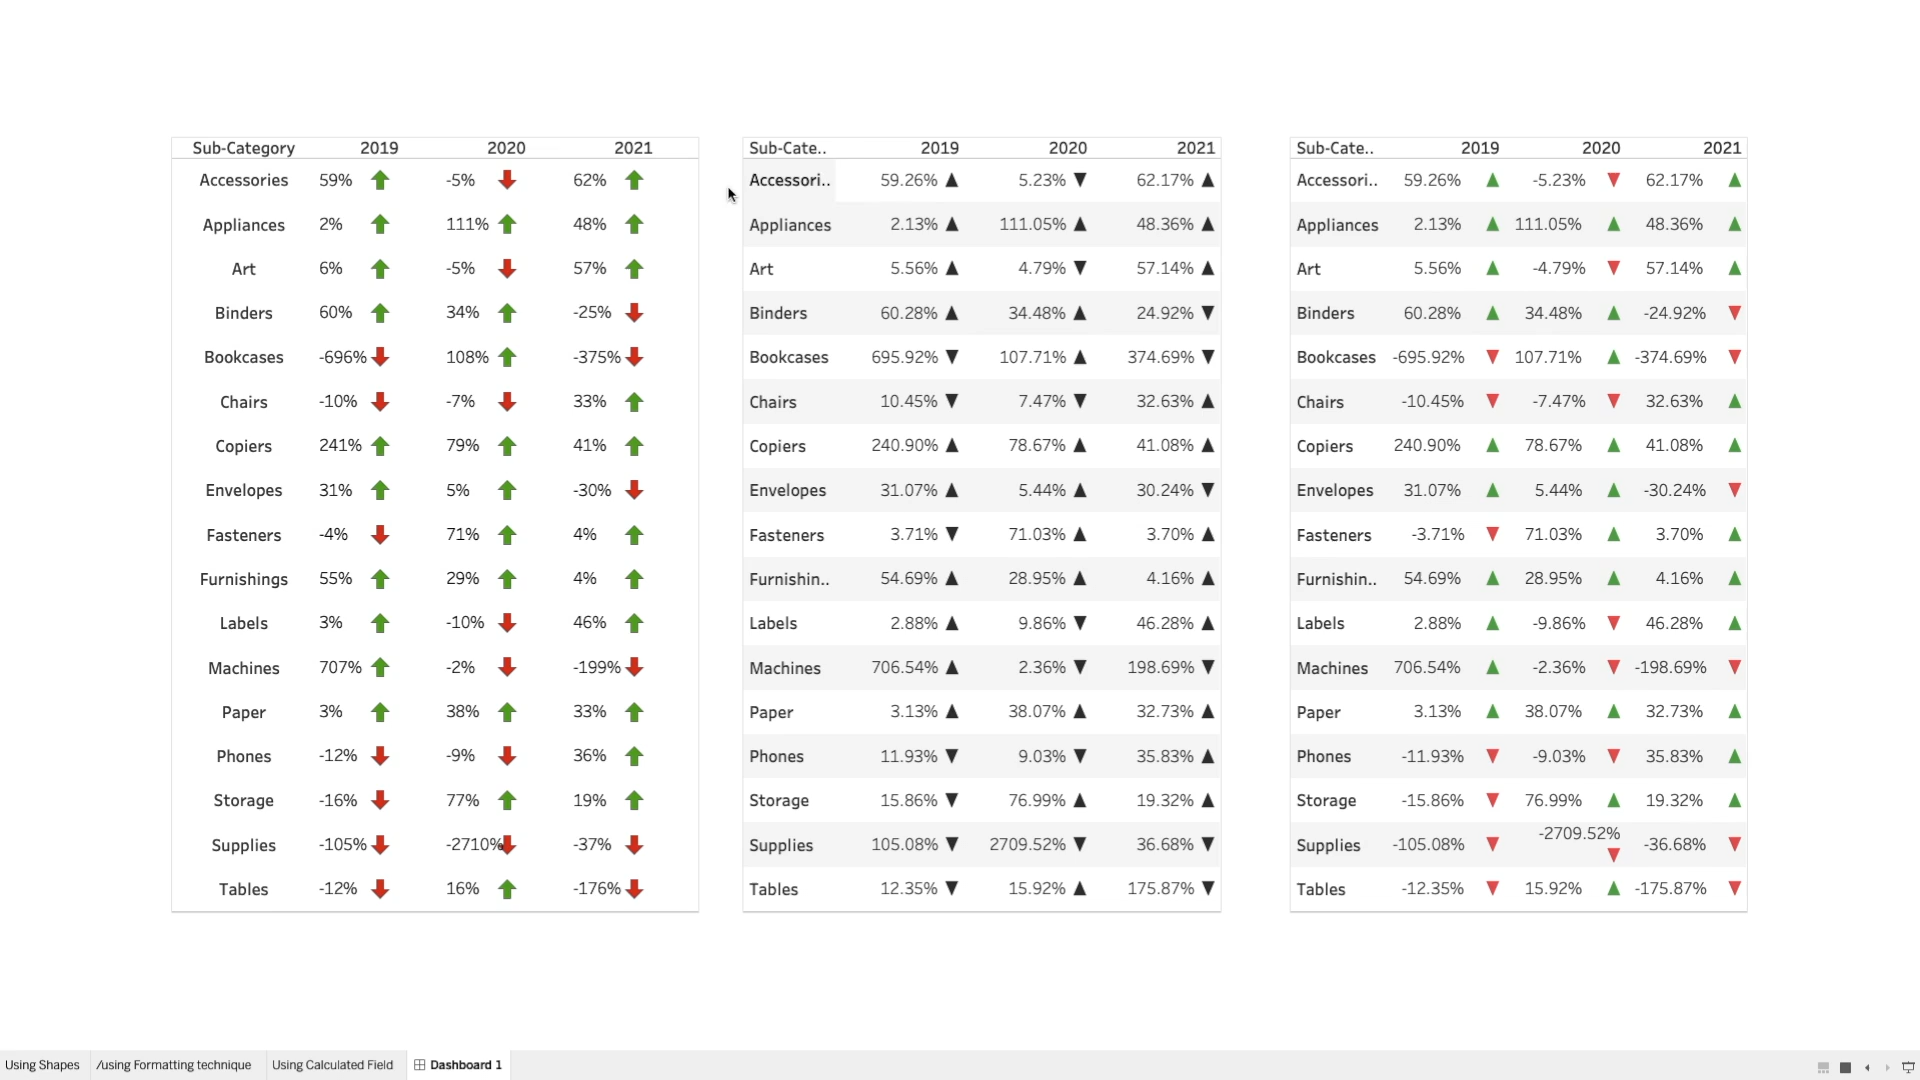 Sub-Category 2019 2020 2021
Accessories 59% -5% 62%
Appliances 2% 111% 48%
Art 6% -5% 57%
Binders 60% 34% -25%
Bookcases -696% 108% -375%
Chairs -10% -7% 33%
Copiers 241% 79% 41%
Envelopes 31% 5% -30%
Fasteners -4% 71% 4%
Furnishings 55% 29% 4%
Labels 3% -10% 46%
Machines 707% -2% -199%
Paper 3% 38% 33%
Phones -12% -9% 36%
Storage -16% 77% 19%
Supplies -105% -2710% -37%
Tables -12% 16% -176%
Sub-Cate.. 2019 2020 2021
Accessori.. 59.26% ▲ 5.23% ▼ 62.17% ▲
Appliances 2.13% ▲ 111.05% ▲ 48.36% ▲
Art 5.56% ▲ 4.79% ▼ 57.14% ▲
Binders 60.28% ▲ 34.48% ▲ 24.92% ▼
Bookcases 695.92% ▼ 107.71% ▲ 374.69% ▼
Chairs 10.45% ▼ 7.47% ▼ 32.63% ▲
Copiers 240.90% ▲ 78.67% ▲ 41.08% ▲
Envelopes 31.07% ▲ 5.44% ▲ 30.24% ▼
Fasteners 3.71% ▼ 71.03% ▲ 3.70% ▲
Furnishin.. 54.69% ▲ 28.95% ▲ 4.16% ▲
Labels 2.88% ▲ 9.86% ▼ 46.28% ▲
Machines 706.54% ▲ 2.36% ▼ 198.69% ▼
Paper 3.13% ▲ 38.07% ▲ 32.73% ▲
Phones 11.93% ▼ 9.03% ▼ 35.83% ▲
Storage 15.86% ▼ 76.99% ▲ 19.32% ▲
Supplies 105.08% ▼ 2709.52% ▼ 36.68% ▼
Tables 12.35% ▼ 15.92% ▲ 175.87% ▼
Sub-Cate.. 2019 2020 2021
Accessori.. 59.26% ▲ -5.23% ▼ 62.17% ▲
Appliances 2.13% ▲ 111.05% ▲ 48.36% ▲
Art 5.56% ▲ -4.79% ▼ 57.14% ▲
Binders 60.28% ▲ 34.48% ▲ -24.92% ▼
Bookcases -695.92% ▼ 107.71% ▲ -374.69% ▼
Chairs -10.45% ▼ -7.47% ▼ 32.63% ▲
Copiers 240.90% ▲ 78.67% ▲ 41.08% ▲
Envelopes 31.07% ▲ 5.44% ▲ -30.24% ▼
Fasteners -3.71% ▼ 71.03% ▲ 3.70% ▲
Furnishin.. 54.69% ▲ 28.95% ▲ 4.16% ▲
Labels 2.88% ▲ -9.86% ▼ 46.28% ▲
Machines 706.54% ▲ -2.36% ▼ -198.69% ▼
Paper 3.13% ▲ 38.07% ▲ 32.73% ▲
Phones -11.93% ▼ -9.03% ▼ 35.83% ▲
Storage -15.86% ▼ 76.99% ▲ 19.32% ▲
Supplies -105.08% ▼ -2709.52% ▼ -36.68% ▼
Tables -12.35% ▼ 15.92% ▲ -175.87% ▼
Using Shapes /using Formatting technique Using Calculated Field Dashboard 1